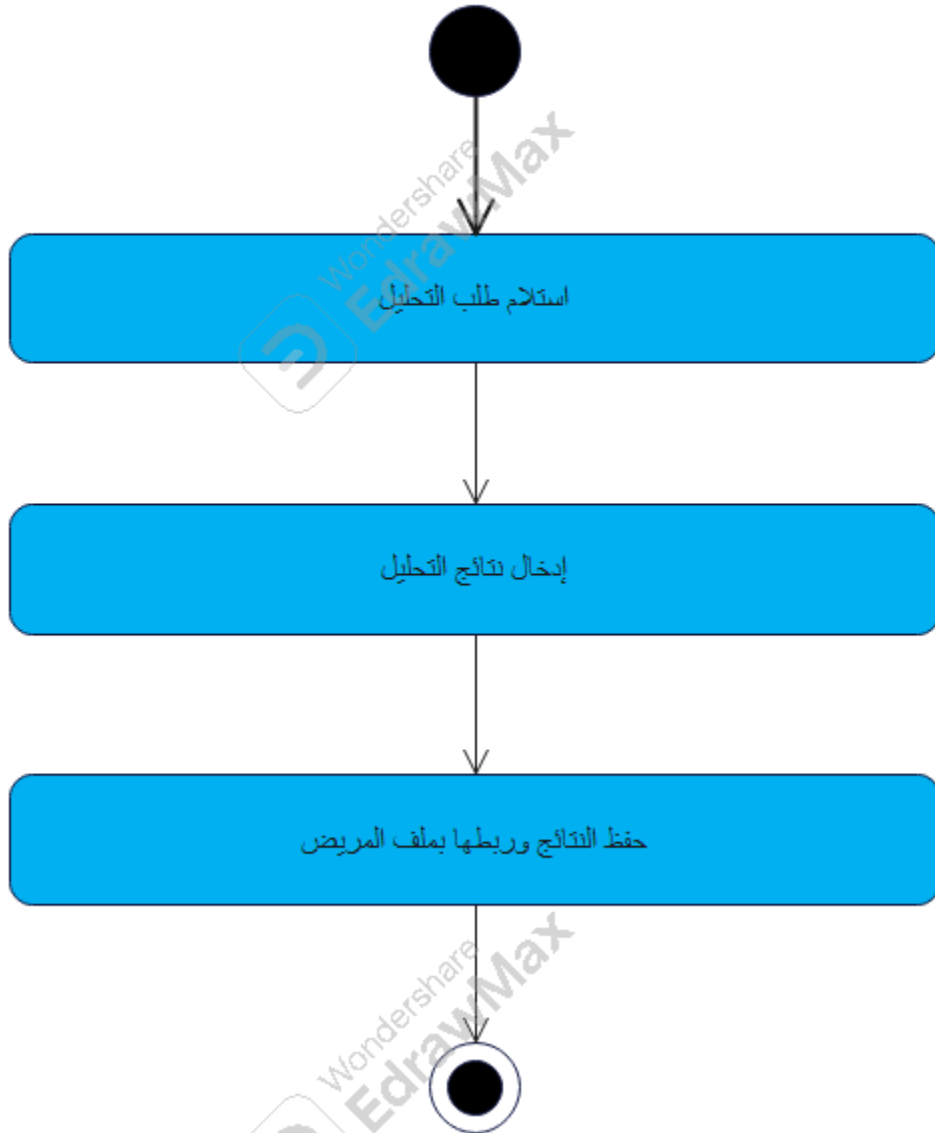 Wondershare
EdrawMax
استلام طلب التحليل
إدخال نتائج التحليل
حفظ النتائج وربطها بملف المريض
Wondershare
EdrawMax